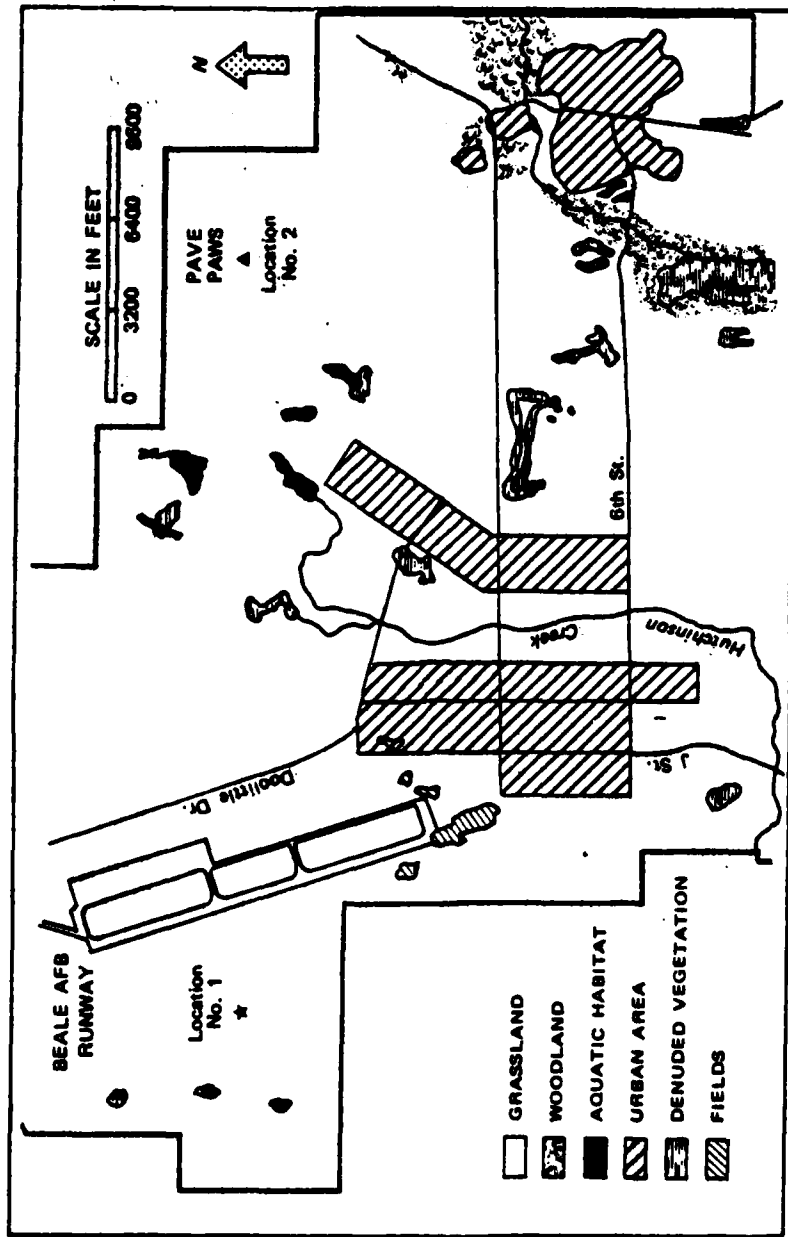 BEALE AFB
RUNWAY
Location
No. 1
Doolittle Dr.
SCALE IN FEET
0 3200 6400 9600
N
PAVE
PAWS
Location
No. 2
J St.
Hutchinson
Creek
6th St.
GRASSLAND
WOODLAND
AQUATIC HABITAT
URBAN AREA
DENUDED VEGETATION
FIELDS